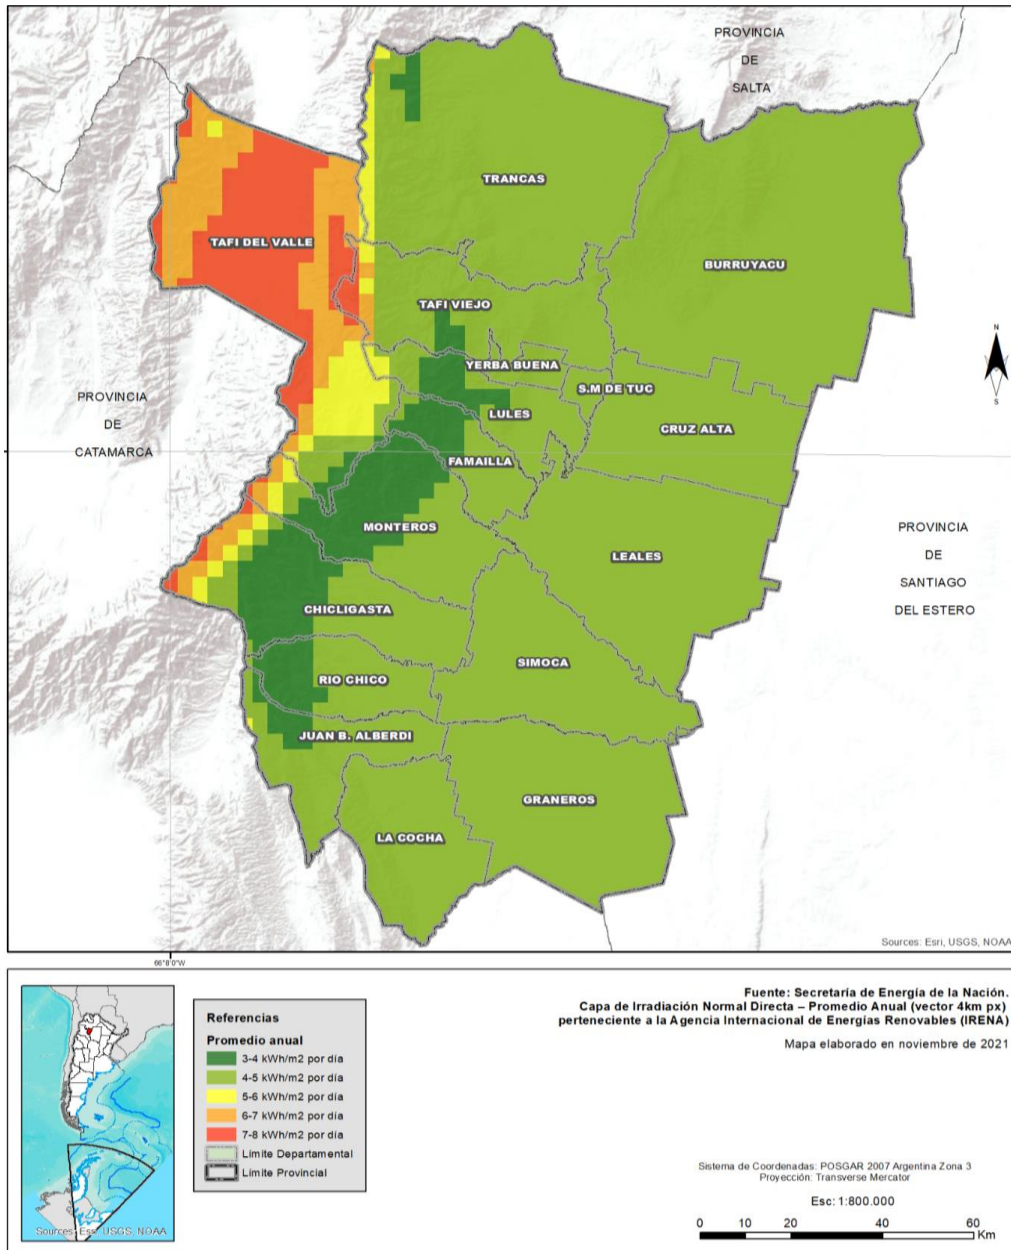 PROVINCIA
DE
SALTA
TRANCAS
TAFI DEL VALLE
BURRUYACU
TAFI VIEJO
YERBA BUENA
S.M DE TUC
PROVINCIA
DE
CATAMARCA
LULES
CRUZ ALTA
FAMAILLA
N
S
MONTEROS
LEALES
PROVINCIA
DE
SANTIAGO
DEL ESTERO
CHICLIGASTA
SIMOCA
RIO CHICO
JUAN B. ALBERDI
GRANEROS
LA COCHA
Sources: Esri, USGS, NOAA
66°8'0"W
Referencias
Promedio anual
3-4 kWh/m2 por día
4-5 kWh/m2 por día
5-6 kWh/m2 por día
6-7 kWh/m2 por día
7-8 kWh/m2 por día
Límite Departamental
Límite Provincial
Sources: Esri, USGS, NOAA
Fuente: Secretaría de Energía de la Nación.
Capa de Irradiación Normal Directa – Promedio Anual (vector 4km px)
perteneciente a la Agencia Internacional de Energías Renovables (IRENA)
Mapa elaborado en noviembre de 2021
Sistema de Coordenadas: POSGAR 2007 Argentina Zona 3
Proyección: Transverse Mercator
Esc: 1:800.000
0 10 20 40 60
Km